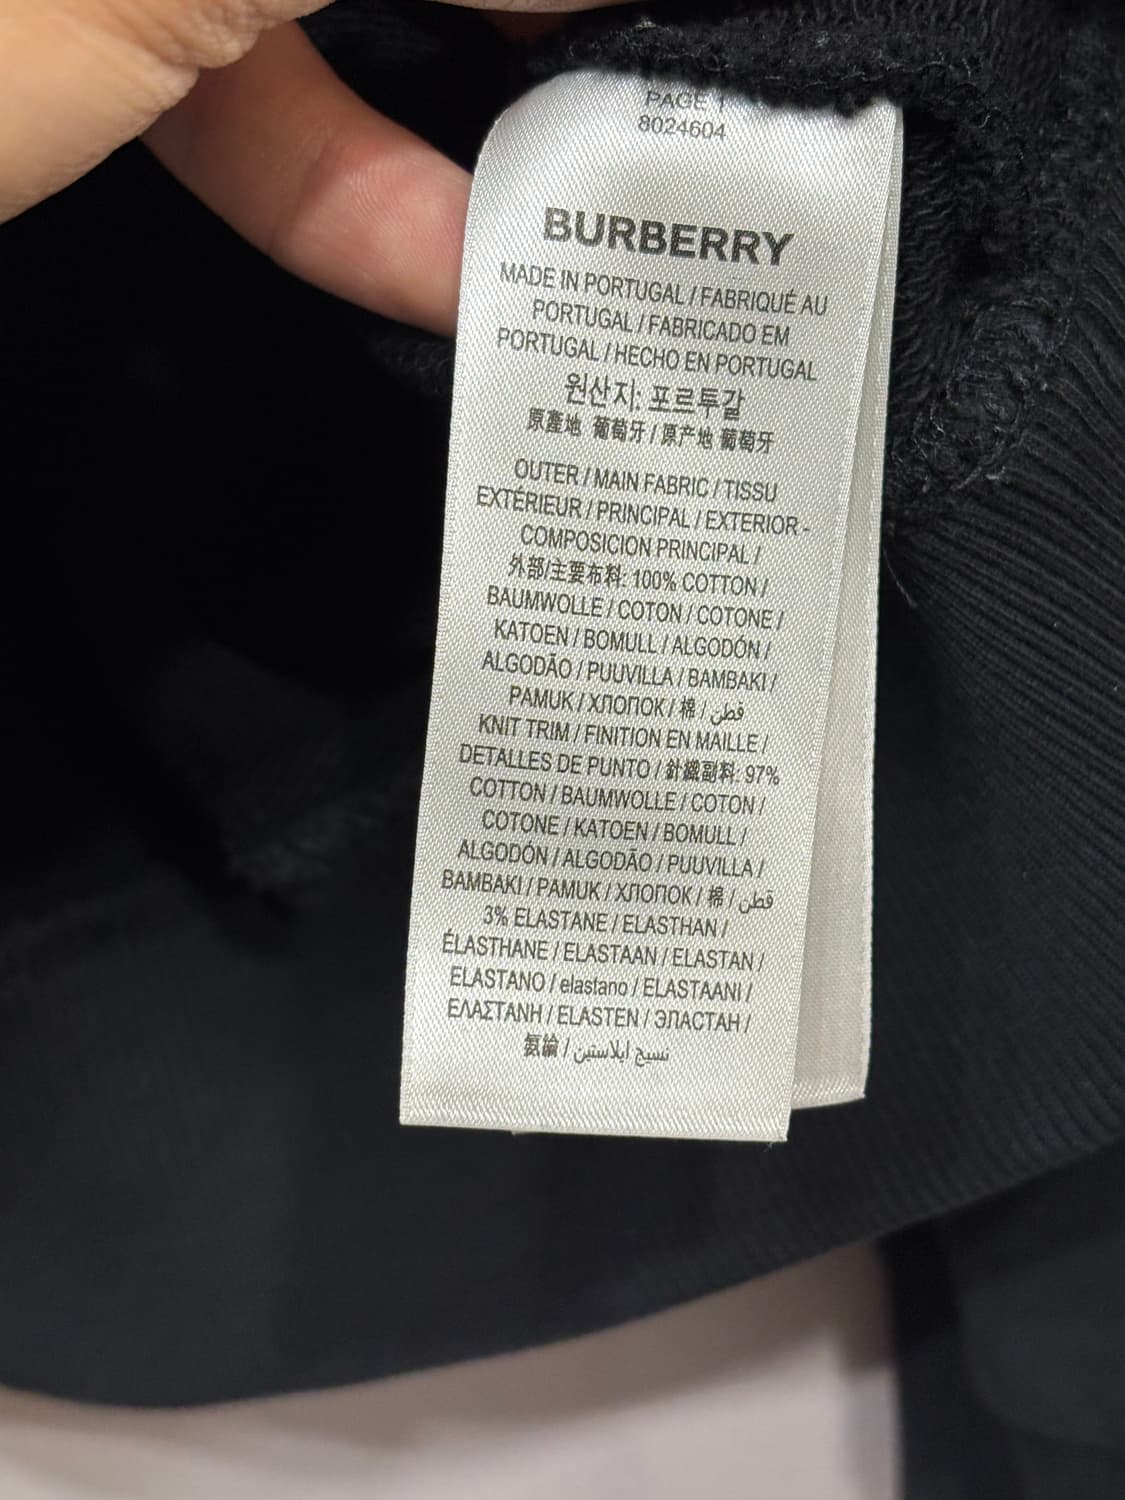 PAGE 1
8024604
BURBERRY
MADE IN PORTUGAL / FABRIQUÉ AU
PORTUGAL / FABRICADO EM
PORTUGAL / HECHO EN PORTUGAL
원산지: 포르투갈
原產地 葡萄牙 / 原产地 葡萄牙
OUTER / MAIN FABRIC / TISSU
EXTÉRIEUR / PRINCIPAL / EXTERIOR -
COMPOSICION PRINCIPAL /
外部/主要布料: 100% COTTON /
BAUMWOLLE / COTON / COTONE /
KATOEN / BOMULL / ALGODÓN /
ALGODÃO / PUUVILLA / BAMBAKI /
PAMUK / ХЛОПОК / 棉 / قطن
KNIT TRIM / FINITION EN MAILLE /
DETALLES DE PUNTO / 針織副料: 97%
COTTON / BAUMWOLLE / COTON /
COTONE / KATOEN / BOMULL /
ALGODÓN / ALGODÃO / PUUVILLA /
BAMBAKI / PAMUK / ХЛОПОК / 棉 / قطن
3% ELASTANE / ELASTHAN /
ÉLASTHANE / ELASTAAN / ELASTAN /
ELASTANO / elastano / ELASTAANI /
ΕΛΑΣΤΑΝΗ / ELASTEN / ЭЛАСТАН /
氨綸 / نسيج ايلاستين